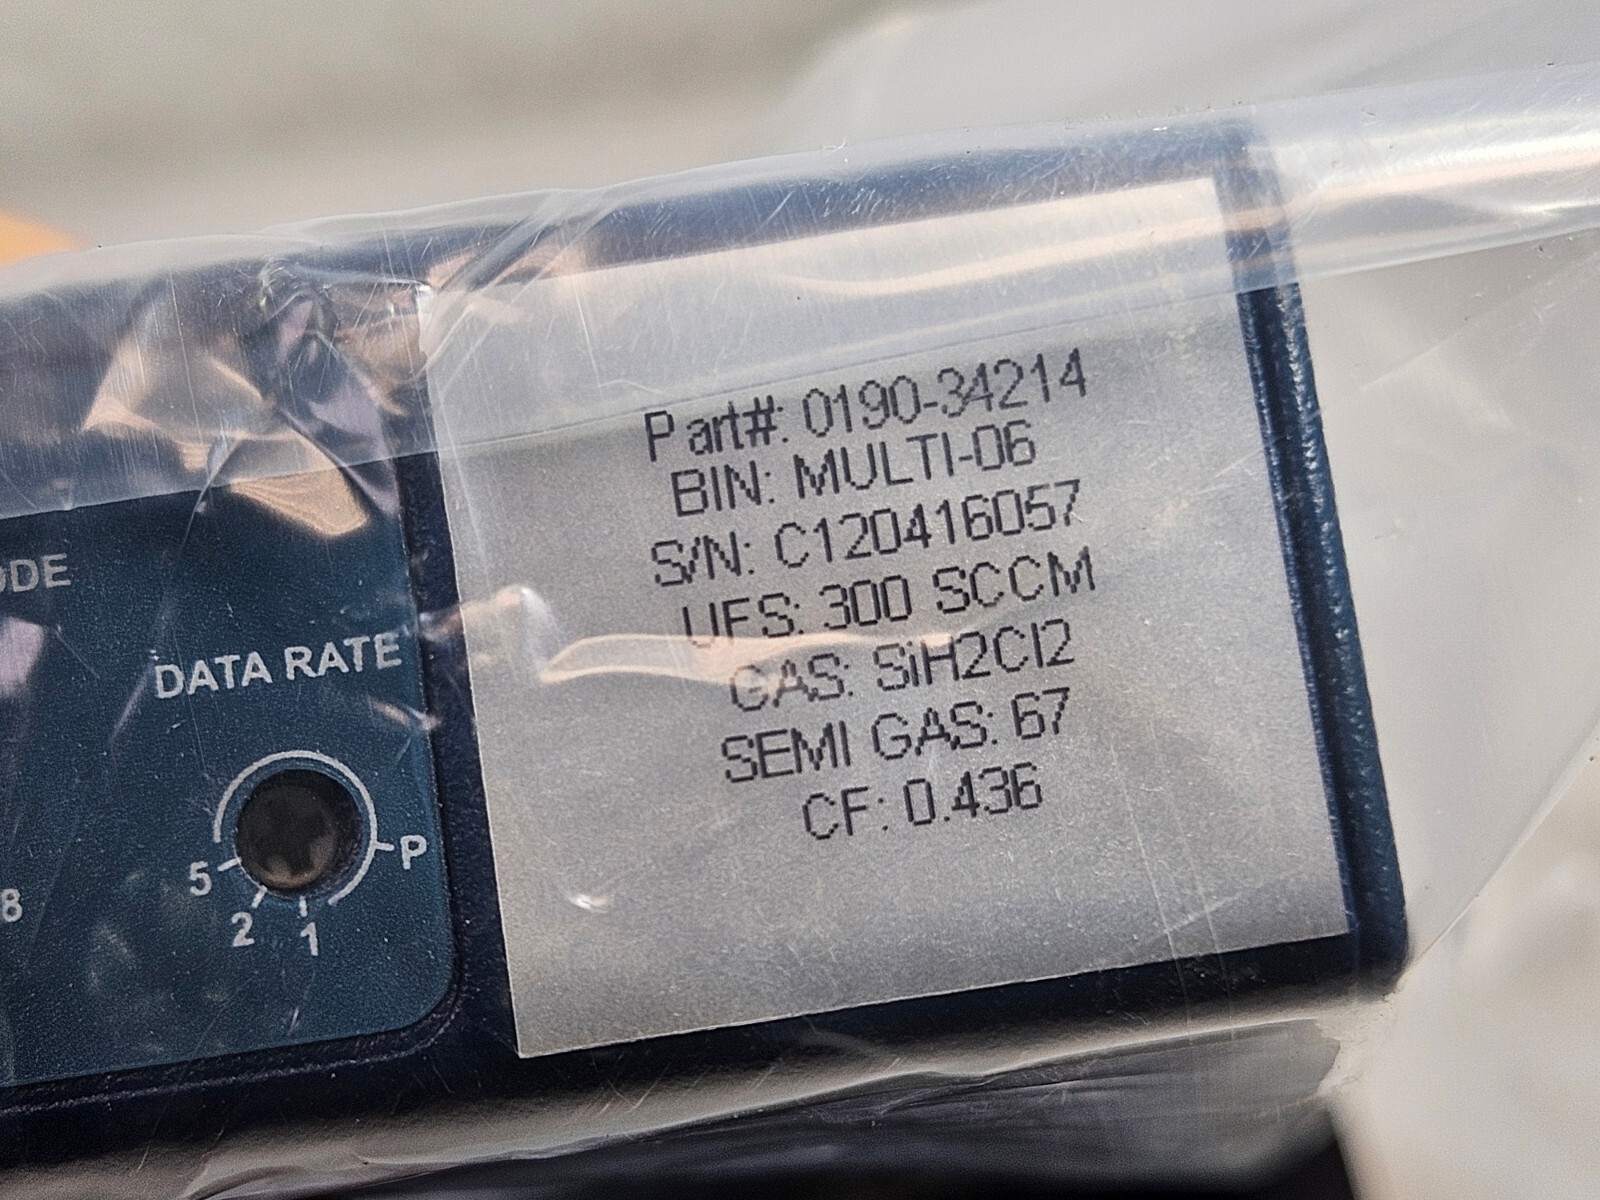 Part#: 0190-34214
BIN: MULTI-06
S/N: C120416057
UFS: 300 SCCM
GAS: SiH2Cl2
SEMI GAS: 67
CF: 0.436
DATA RATE
5
2
1
P
8